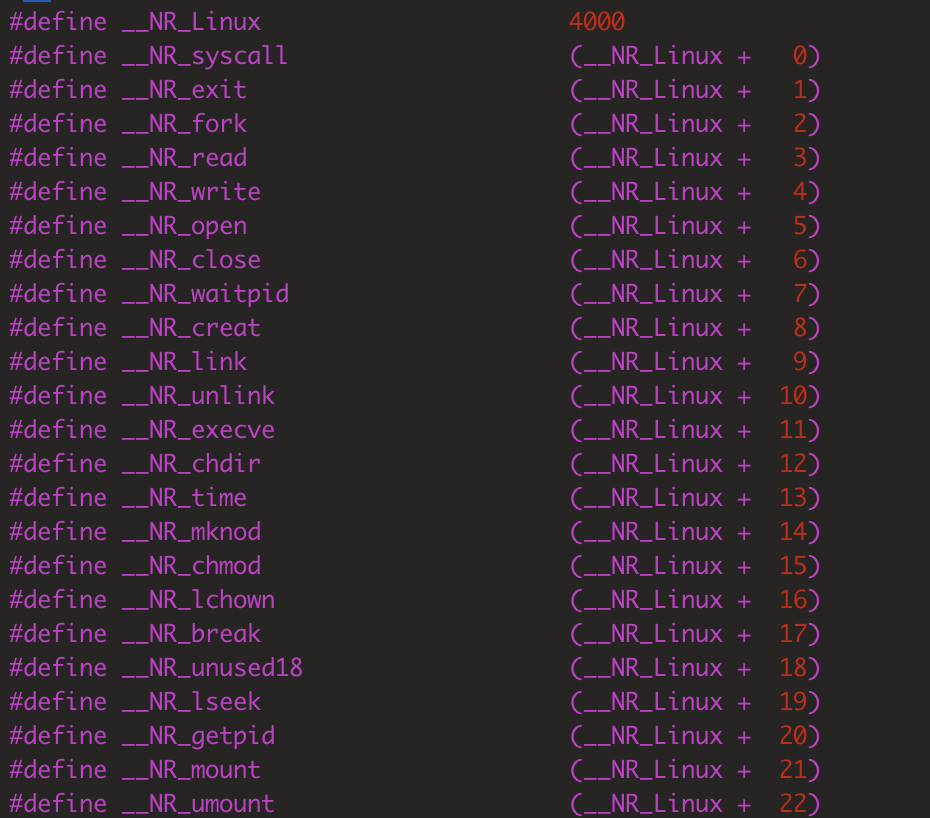 #define __NR_Linux                      4000
#define __NR_syscall                    (__NR_Linux +   0)
#define __NR_exit                       (__NR_Linux +   1)
#define __NR_fork                       (__NR_Linux +   2)
#define __NR_read                       (__NR_Linux +   3)
#define __NR_write                      (__NR_Linux +   4)
#define __NR_open                       (__NR_Linux +   5)
#define __NR_close                      (__NR_Linux +   6)
#define __NR_waitpid                    (__NR_Linux +   7)
#define __NR_creat                      (__NR_Linux +   8)
#define __NR_link                       (__NR_Linux +   9)
#define __NR_unlink                     (__NR_Linux +  10)
#define __NR_execve                     (__NR_Linux +  11)
#define __NR_chdir                      (__NR_Linux +  12)
#define __NR_time                       (__NR_Linux +  13)
#define __NR_mknod                      (__NR_Linux +  14)
#define __NR_chmod                      (__NR_Linux +  15)
#define __NR_lchown                     (__NR_Linux +  16)
#define __NR_break                      (__NR_Linux +  17)
#define __NR_unused18                   (__NR_Linux +  18)
#define __NR_lseek                      (__NR_Linux +  19)
#define __NR_getpid                     (__NR_Linux +  20)
#define __NR_mount                      (__NR_Linux +  21)
#define __NR_umount                     (__NR_Linux +  22)